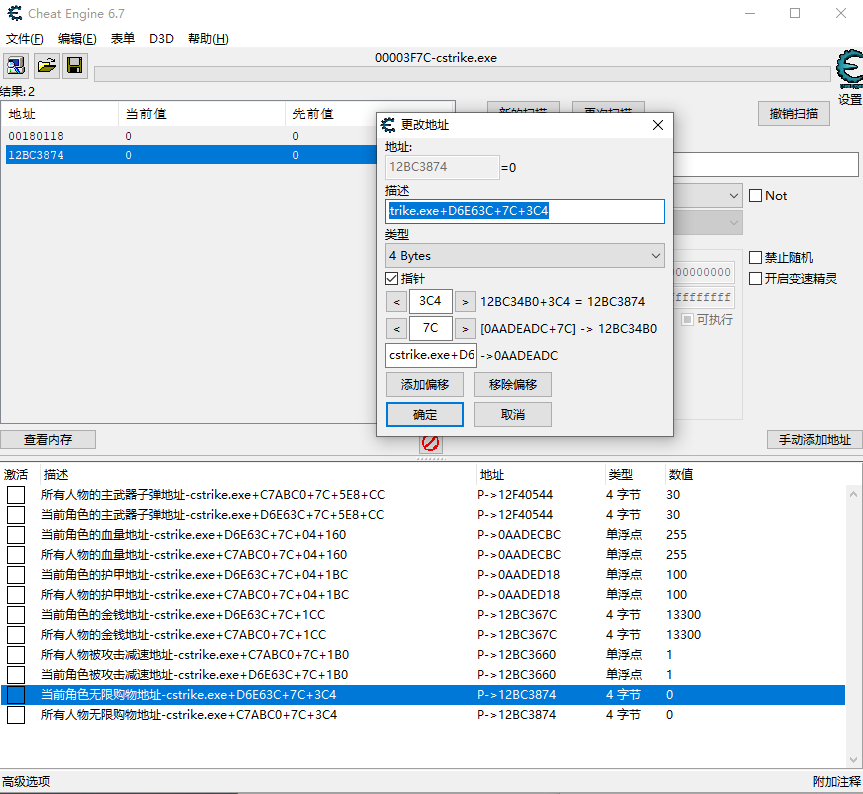 Cheat Engine 6.7
文件(F) 编辑(E) 表单 D3D 帮助(H)
00003F7C-cstrike.exe
结果: 2
设置
地址 当前值 先前值
新的扫描 再次扫描 撤销扫描
00180118 0 0
12BC3874 0 0
更改地址
地址:
12BC3874 =0
描述
trike.exe+D6E63C+7C+3C4
Not
类型
4 Bytes
指针
< 3C4 > 12BC34B0+3C4 = 12BC3874
< 7C > [0AADEADC+7C] -> 12BC34B0
cstrike.exe+D6 ->0AADEADC
添加偏移 移除偏移
确定 取消
禁止随机
开启变速精灵
可执行
查看内存 手动添加地址
激活 描述 地址 类型 数值
所有人物的主武器子弹地址-cstrike.exe+C7ABC0+7C+5E8+CC P->12F40544 4 字节 30
当前角色的主武器子弹地址-cstrike.exe+D6E63C+7C+5E8+CC P->12F40544 4 字节 30
当前角色的血量地址-cstrike.exe+D6E63C+7C+04+160 P->0AADECBC 单浮点 255
所有人物的血量地址-cstrike.exe+C7ABC0+7C+04+160 P->0AADECBC 单浮点 255
当前角色的护甲地址-cstrike.exe+D6E63C+7C+04+1BC P->0AADED18 单浮点 100
所有人物的护甲地址-cstrike.exe+C7ABC0+7C+04+1BC P->0AADED18 单浮点 100
当前角色的金钱地址-cstrike.exe+D6E63C+7C+1CC P->12BC367C 4 字节 13300
所有人物的金钱地址-cstrike.exe+C7ABC0+7C+1CC P->12BC367C 4 字节 13300
所有人物被攻击减速地址-cstrike.exe+C7ABC0+7C+1B0 P->12BC3660 单浮点 1
当前角色被攻击减速地址-cstrike.exe+D6E63C+7C+1B0 P->12BC3660 单浮点 1
当前角色无限购物地址-cstrike.exe+D6E63C+7C+3C4 P->12BC3874 4 字节 0
所有人物无限购物地址-cstrike.exe+C7ABC0+7C+3C4 P->12BC3874 4 字节 0
高级选项 附加注释